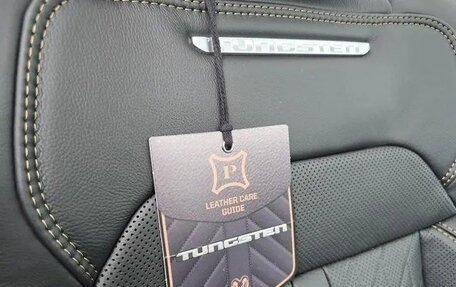 TUNGSTEN
P
LEATHER CARE
GUIDE
TUNGSTEN